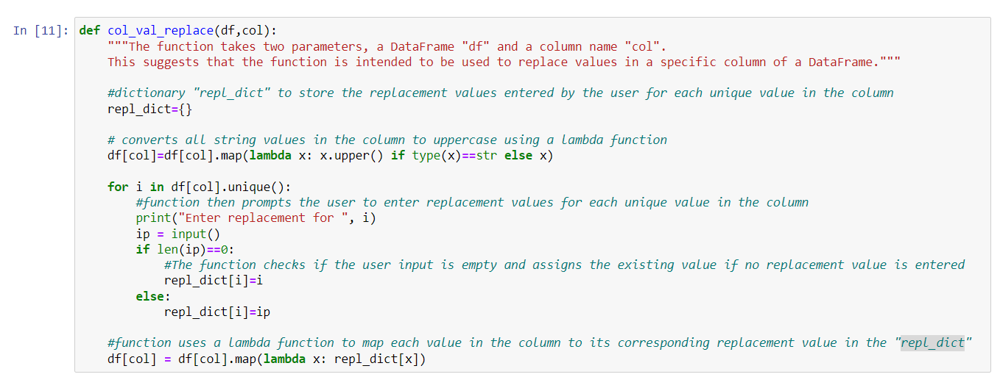 In [11]: def col_val_replace(df,col):
"""The function takes two parameters, a DataFrame "df" and a column name "col".
This suggests that the function is intended to be used to replace values in a specific column of a DataFrame."""
#dictionary "repl_dict" to store the replacement values entered by the user for each unique value in the column
repl_dict={}
# converts all string values in the column to uppercase using a lambda function
df[col]=df[col].map(lambda x: x.upper() if type(x)==str else x)
for i in df[col].unique():
#function then prompts the user to enter replacement values for each unique value in the column
print("Enter replacement for ", i)
ip = input()
if len(ip)==0:
#The function checks if the user input is empty and assigns the existing value if no replacement value is entered
repl_dict[i]=i
else:
repl_dict[i]=ip
#function uses a lambda function to map each value in the column to its corresponding replacement value in the "repl_dict"
df[col] = df[col].map(lambda x: repl_dict[x])